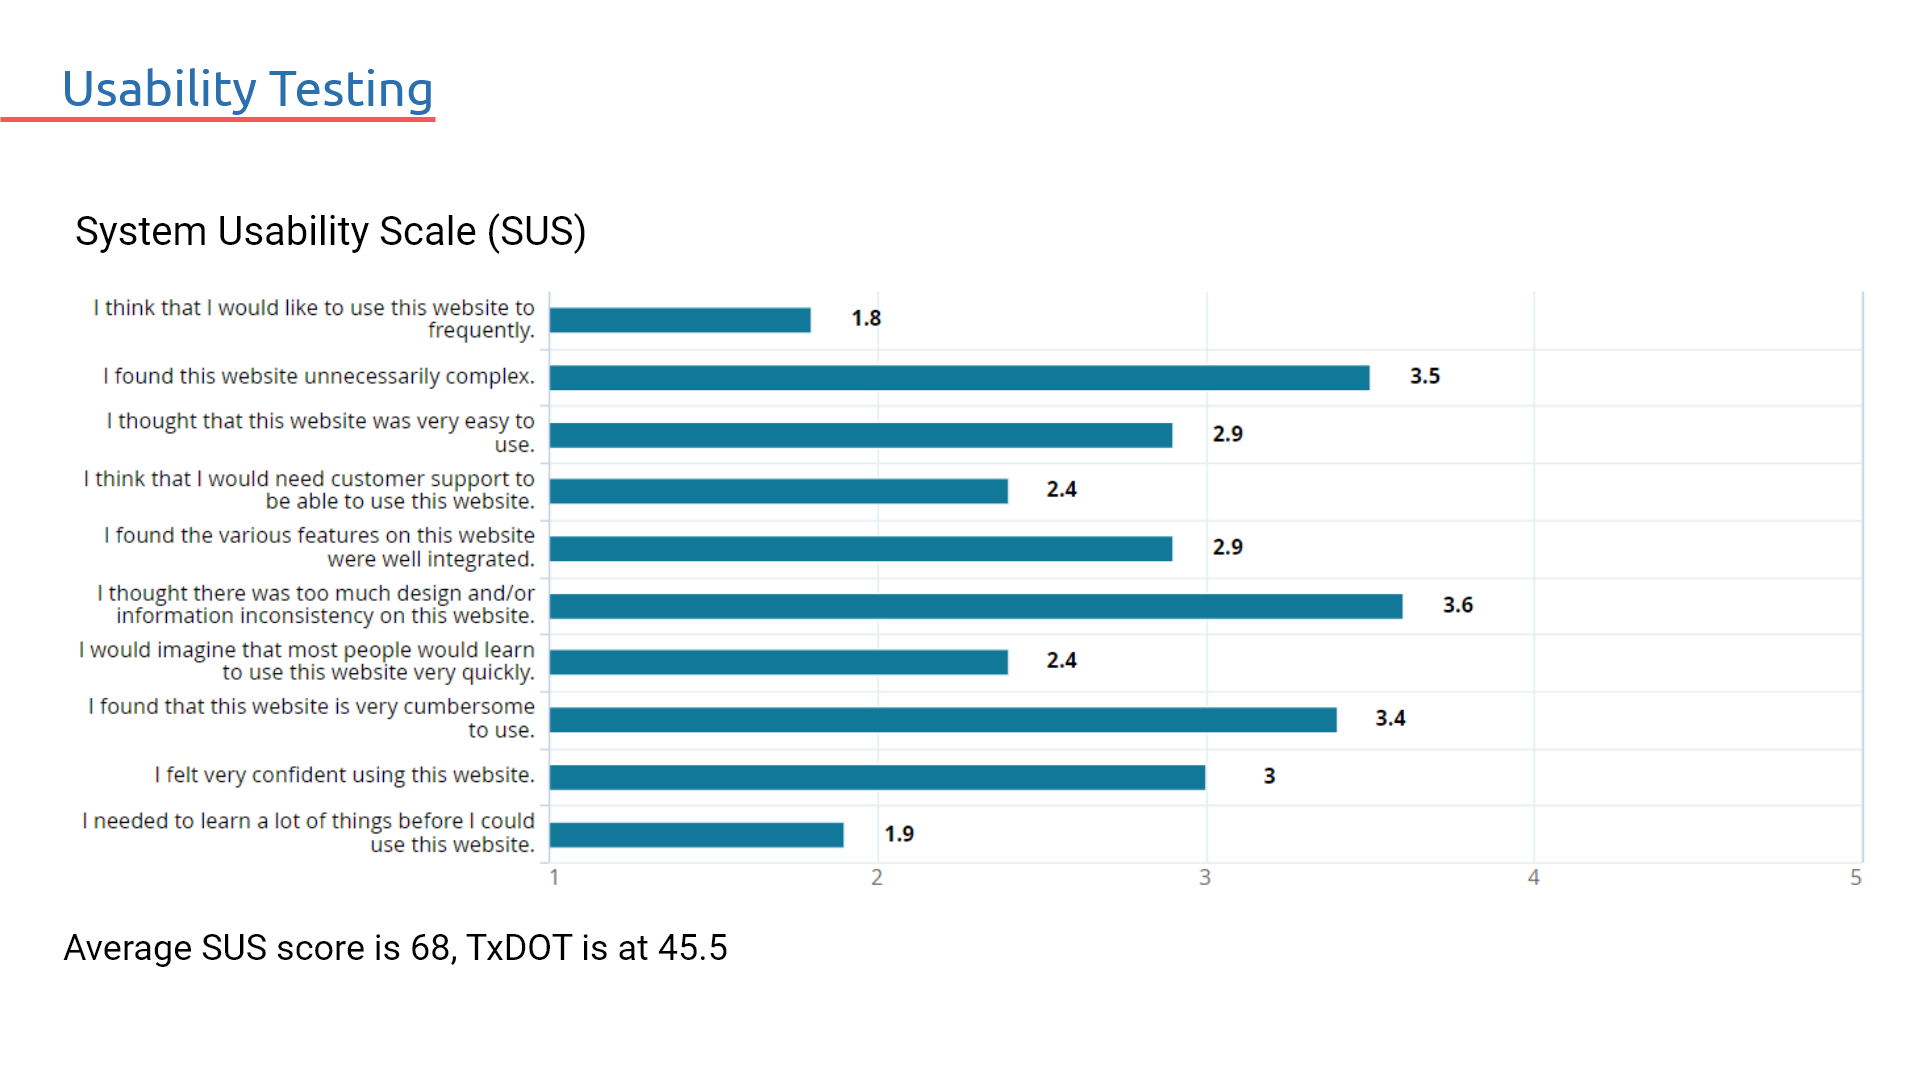 Usability Testing
System Usability Scale (SUS)
I think that I would like to use this website to
frequently.
1.8
I found this website unnecessarily complex.
3.5
I thought that this website was very easy to
use.
2.9
I think that I would need customer support to
be able to use this website.
2.4
I found the various features on this website
were well integrated.
2.9
I thought there was too much design and/or
information inconsistency on this website.
3.6
I would imagine that most people would learn
to use this website very quickly.
2.4
I found that this website is very cumbersome
to use.
3.4
I felt very confident using this website.
3
I needed to learn a lot of things before I could
use this website.
1.9
1 2 3 4 5
Average SUS score is 68, TxDOT is at 45.5